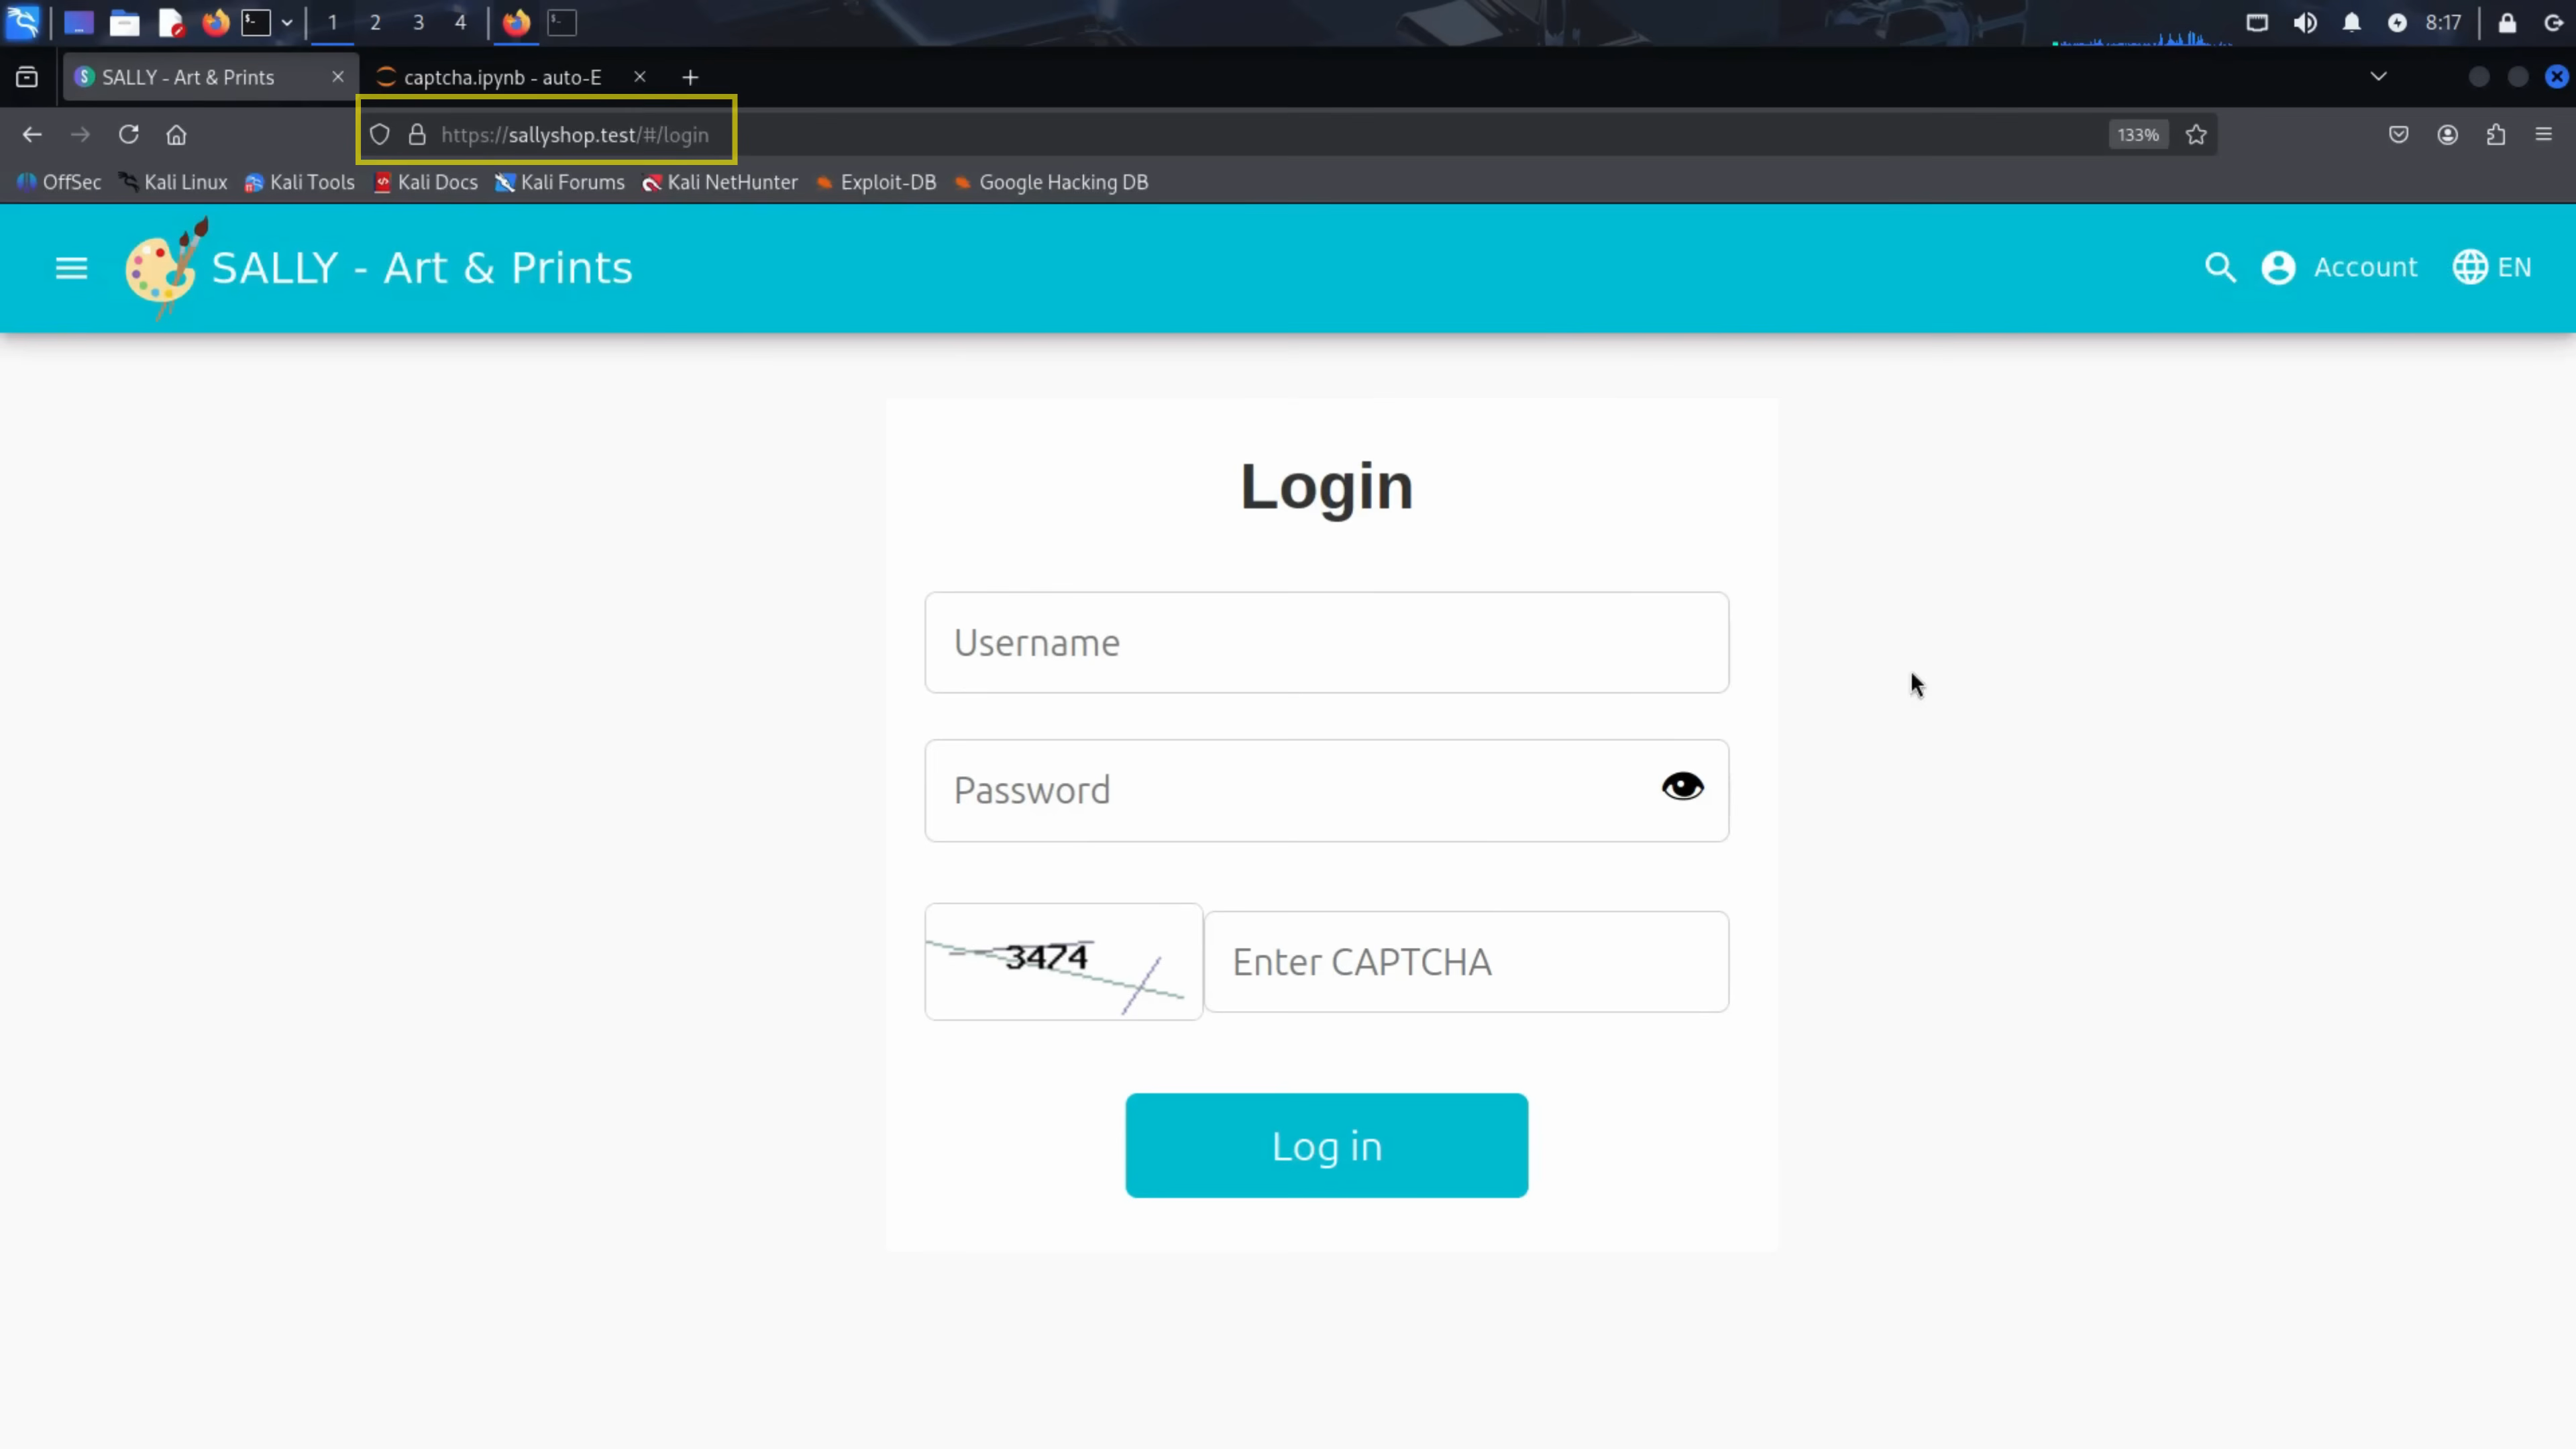 1 2 3 4 8:17
SALLY - Art & Prints captcha.ipynb - auto-E
https://sallyshop.test/#/login 133%
OffSec Kali Linux Kali Tools Kali Docs Kali Forums Kali NetHunter Exploit-DB Google Hacking DB
SALLY - Art & Prints Account EN
Login
Username
Password
3474 Enter CAPTCHA
Log in